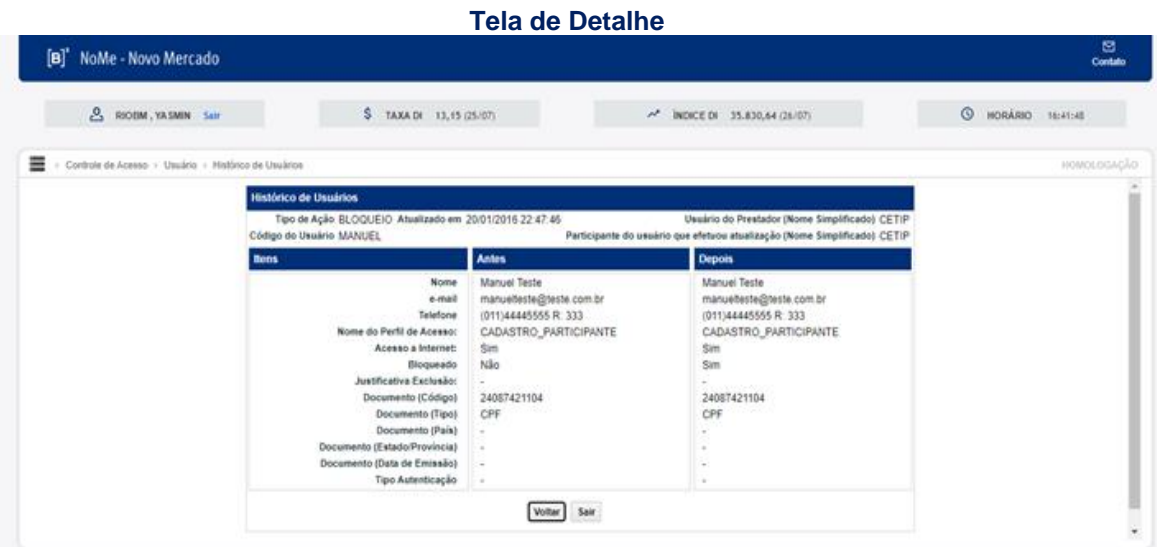 Tela de Detalhe
[B]³ NoMe - Novo Mercado
Contato
RIOBM , YASMIN Sair
$ TAXA DI 13,15 (25/07)
ÍNDICE DI 35.830,64 (26/07)
HORÁRIO 16:41:48
Controle de Acesso Usuário Histórico de Usuários
HOMOLOGAÇÃO
Histórico de Usuários
Tipo de Ação BLOQUEIO Atualizado em 20/01/2016 22:47:46 Usuário do Prestador (Nome Simplificado) CETIP
Código do Usuário MANUEL Participante do usuário que efetuou atualização (Nome Simplificado) CETIP
Itens Antes Depois
Nome Manuel Teste Manuel Teste
e-mail manuelteste@teste.com.br manuelteste@teste.com.br
Telefone (011)44445555 R: 333 (011)44445555 R: 333
Nome do Perfil de Acesso: CADASTRO_PARTICIPANTE CADASTRO_PARTICIPANTE
Acesso a Internet: Sim Sim
Bloqueado Não Sim
Justificativa Exclusão: - -
Documento (Código) 24087421104 24087421104
Documento (Tipo) CPF CPF
Documento (País) - -
Documento (Estado/Província) - -
Documento (Data de Emissão) - -
Tipo Autenticação - -
Voltar Sair